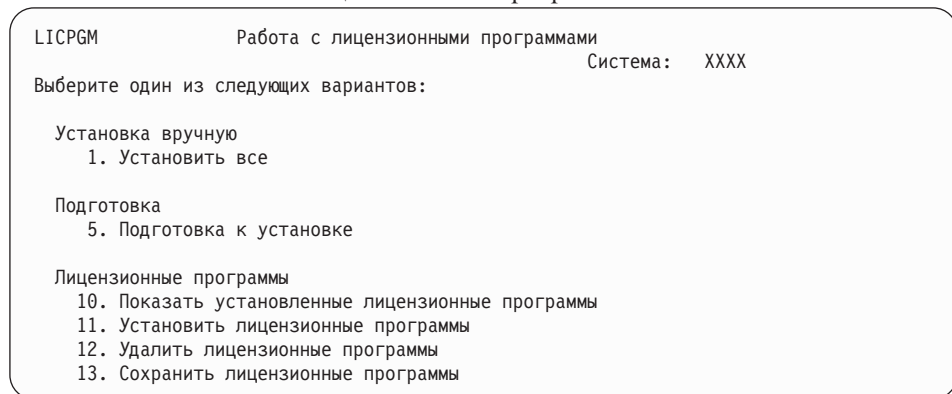 LICPGM Работа с лицензионными программами
Система: XXXX
Выберите один из следующих вариантов:
Установка вручную
1. Установить все
Подготовка
5. Подготовка к установке
Лицензионные программы
10. Показать установленные лицензионные программы
11. Установить лицензионные программы
12. Удалить лицензионные программы
13. Сохранить лицензионные программы